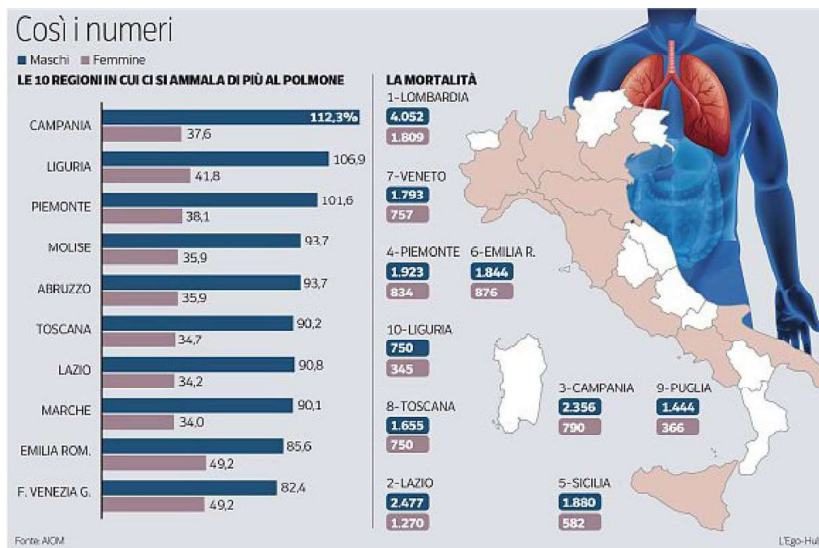 Così i numeri
Maschi Femmine
LE 10 REGIONI IN CUI CI SI AMMALA DI PIÙ AL POLMONE
CAMPANIA
112,3%
37,6
LIGURIA
106,9
41,8
PIEMONTE
101,6
38,1
MOLISE
93,7
35,9
ABRUZZO
93,7
35,9
TOSCANA
90,2
34,7
LAZIO
90,8
34,2
MARCHE
90,1
34,0
EMILIA ROM.
85,6
49,2
F. VENEZIA G.
82,4
49,2
Fonte: AIOM
LA MORTALITÀ
1-LOMBARDIA
4.052
1.809
7-VENETO
1.793
757
4-PIEMONTE
1.923
834
6-EMILIA R.
1.844
876
10-LIGURIA
750
345
8-TOSCANA
1.655
750
3-CAMPANIA
2.356
790
9-PUGLIA
1.444
366
2-LAZIO
2.477
1.270
5-SICILIA
1.880
582
L'Ego-Hub